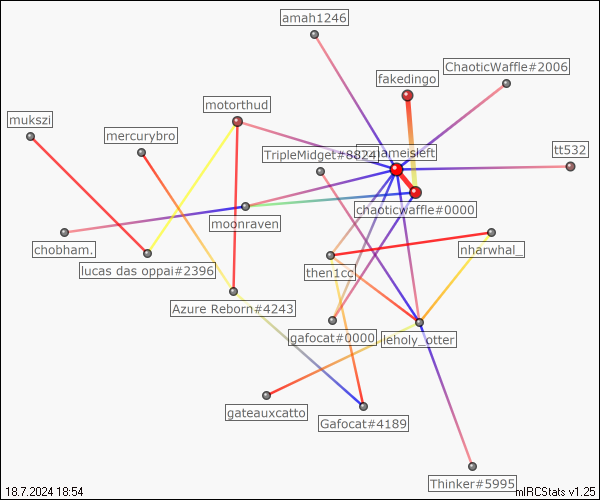 amah1246
ChaoticWaffle#2006
fakedingo
motorthud
mukszi
mercurybro
TripleMidget#8824
nameisleft
tt532
chaoticwaffle#0000
moonraven
chobham.
nharwhal_
lucas das oppai#2396
then1cc
Azure Reborn#4243
gafocat#0000
leholy_otter
gateauxcatto
Gafocat#4189
Thinker#5995
18.7.2024 18:54
mIRCStats v1.25